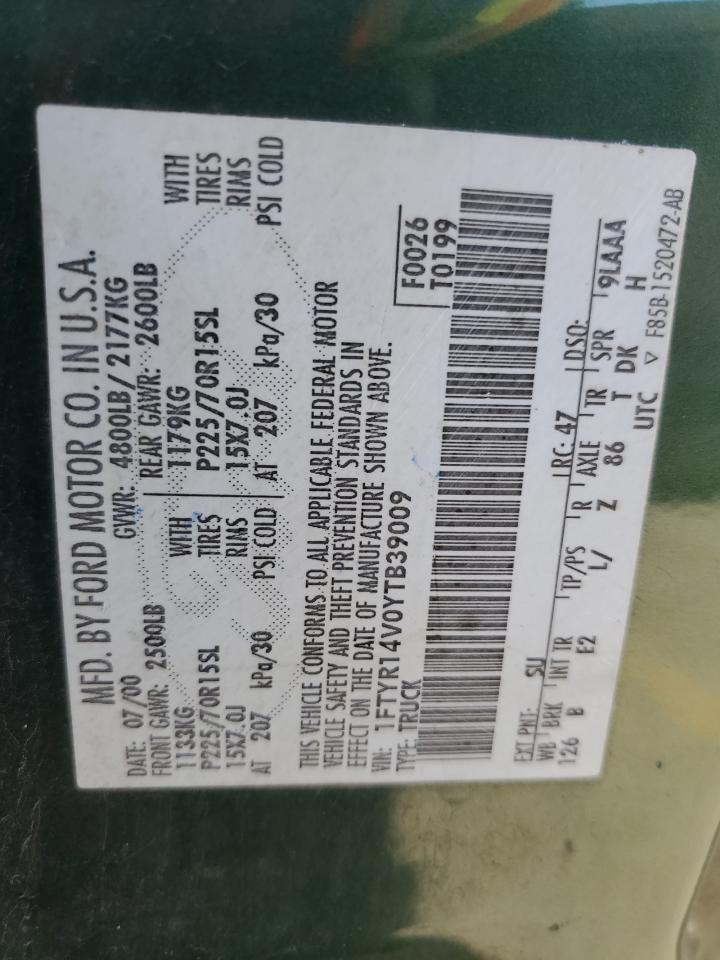 MFD. BY FORD MOTOR CO. IN U.S.A.
DATE: 07/00 GVWR: 4800LB/2177KG
FRONT GAWR: 2500LB REAR GAWR: 2600LB
1133KG WITH 1179KG WITH
P225/70R15SL TIRES P225/70R15SL TIRES
15X7.0J RIMS 15X7.0J RIMS
AT 207 kPa/30 PSI COLD AT 207 kPa/30 PSI COLD
THIS VEHICLE CONFORMS TO ALL APPLICABLE FEDERAL MOTOR
VEHICLE SAFETY AND THEFT PREVENTION STANDARDS IN
EFFECT ON THE DATE OF MANUFACTURE SHOWN ABOVE.
VIN: 1FTYR14V0YTB39009 F0026
TYPE: TRUCK T0199
EXT PNT: SU RC: 47 DSO:
WB BRK INT TR TP/PS R AXLE TR SPR 9LAAA
126 B E2 L/ Z 86 T DK H
UTC ▽ F85B-1520472-AB